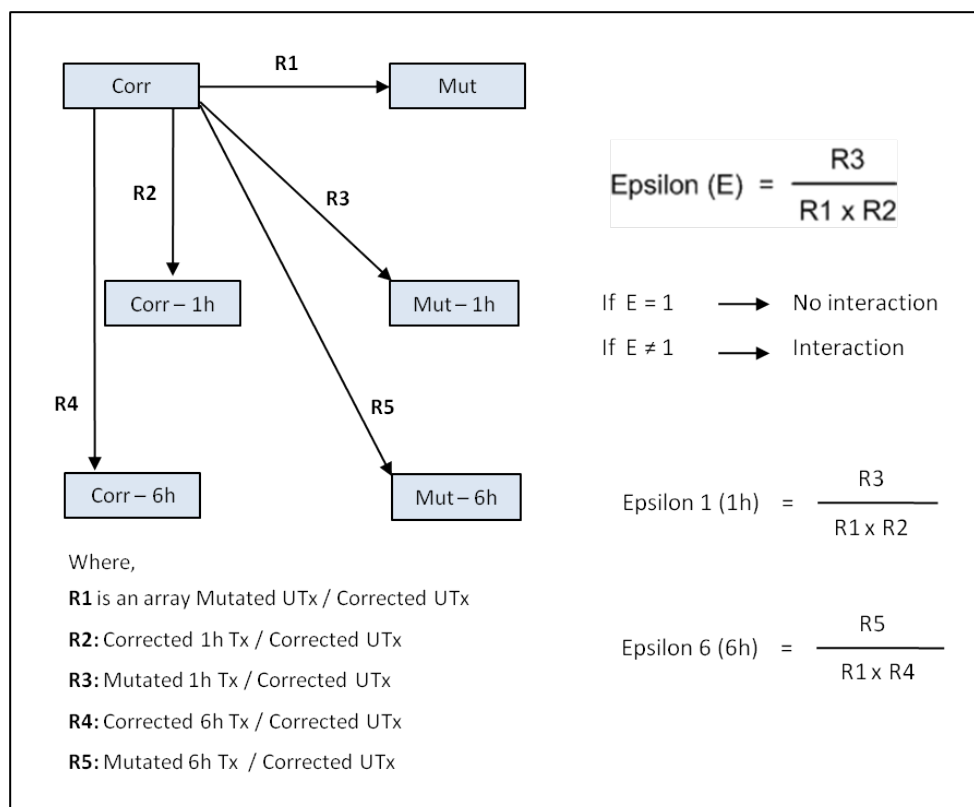 R1
Corr
Mut
R2
R3
Corr – 1h
Mut – 1h
R4
R5
Corr – 6h
Mut – 6h
Where,
R1 is an array Mutated UTx / Corrected UTx
R2: Corrected 1h Tx / Corrected UTx
R3: Mutated 1h Tx / Corrected UTx
R4: Corrected 6h Tx / Corrected UTx
R5: Mutated 6h Tx / Corrected UTx
Epsilon (E) =
R3
R1 x R2
If E = 1 No interaction
If E ≠ 1 Interaction
Epsilon 1 (1h) =
R3
R1 x R2
Epsilon 6 (6h) =
R5
R1 x R4